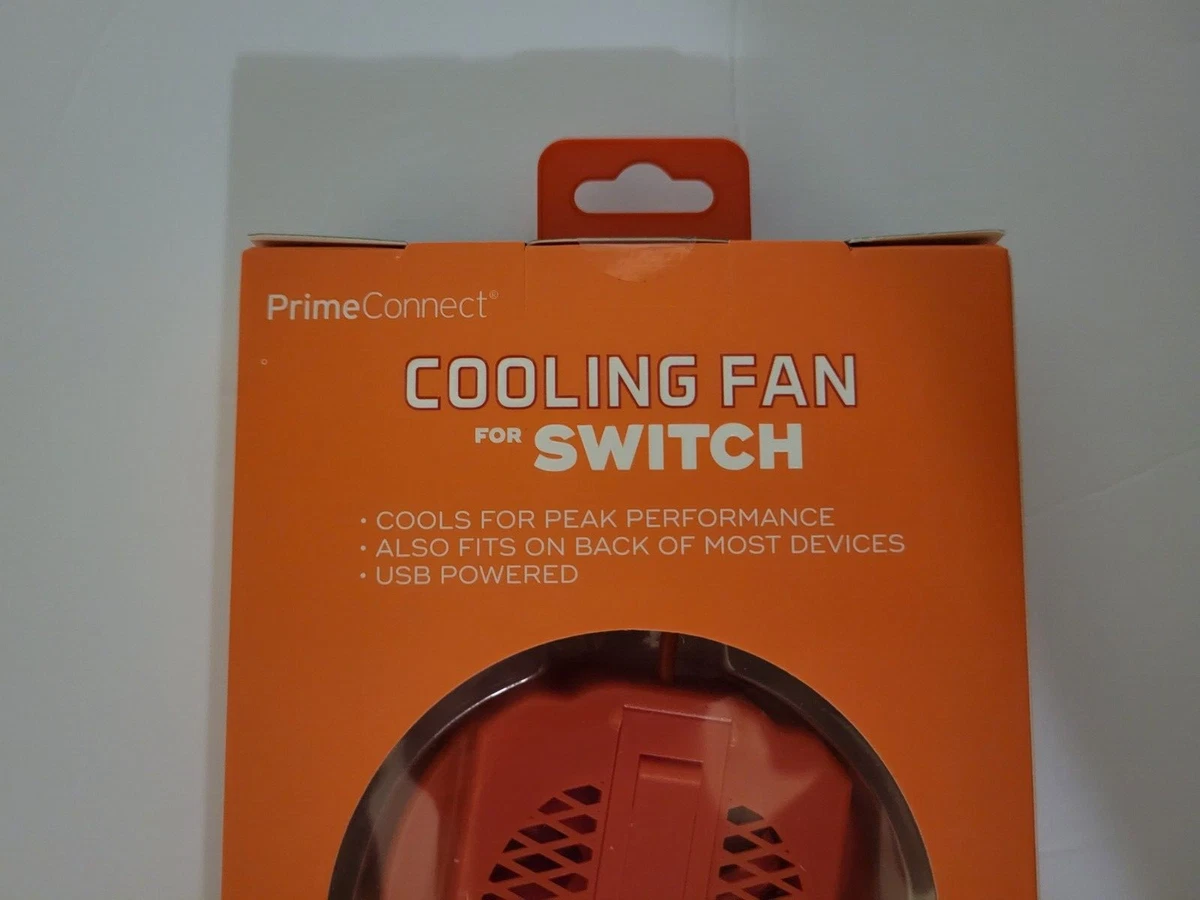 PrimeConnect®
COOLING FAN
FOR SWITCH
• COOLS FOR PEAK PERFORMANCE
• ALSO FITS ON BACK OF MOST DEVICES
• USB POWERED